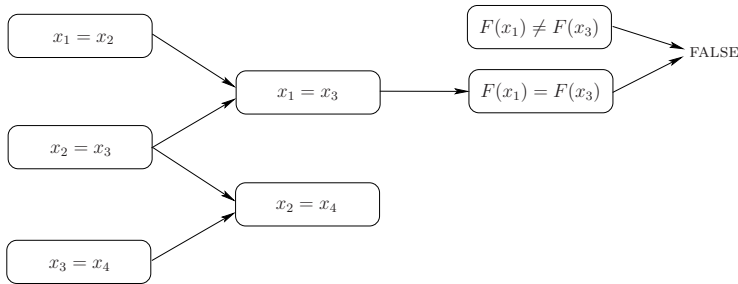 x₁ = x₂
x₂ = x₃
x₃ = x₄
x₁ = x₃
x₂ = x₄
F(x₁) ≠ F(x₃)
F(x₁) = F(x₃)
FALSE